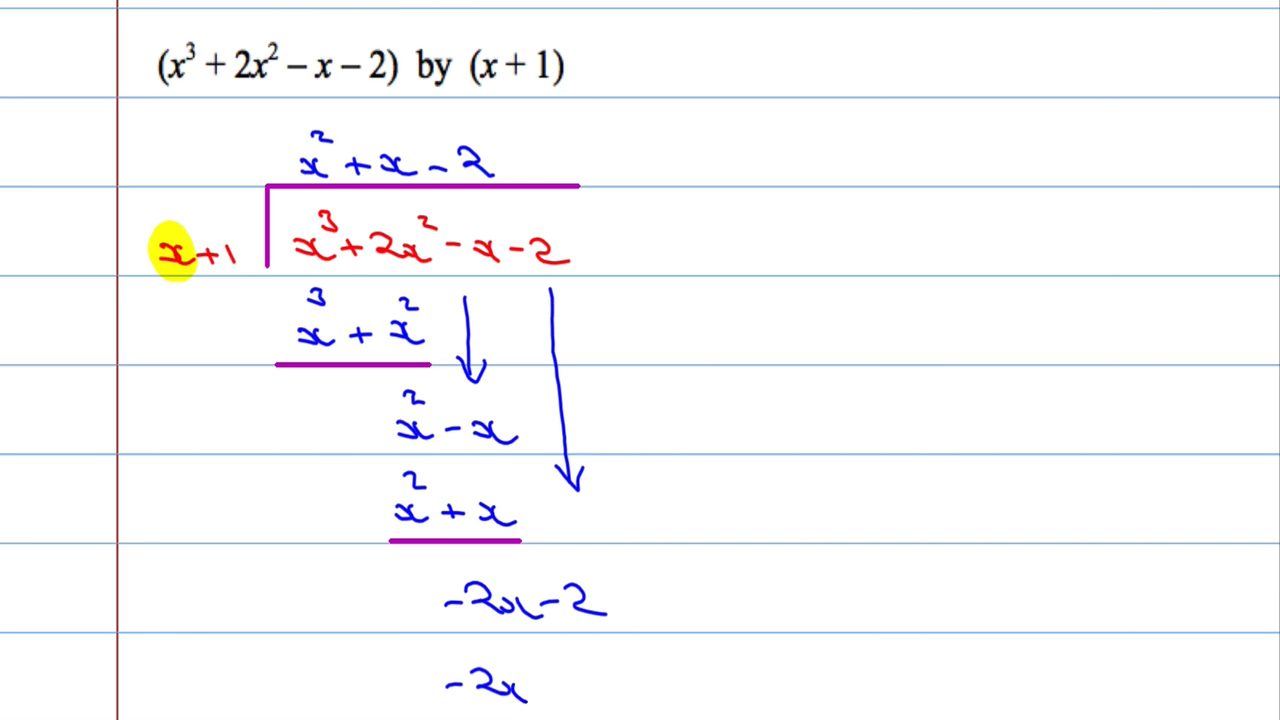 (x³ + 2x² – x – 2) by (x + 1)
x² + x - 2
x+1 x³+2x² - x - 2
x³ + x²
x² - x
x² + x
-2x-2
-2x